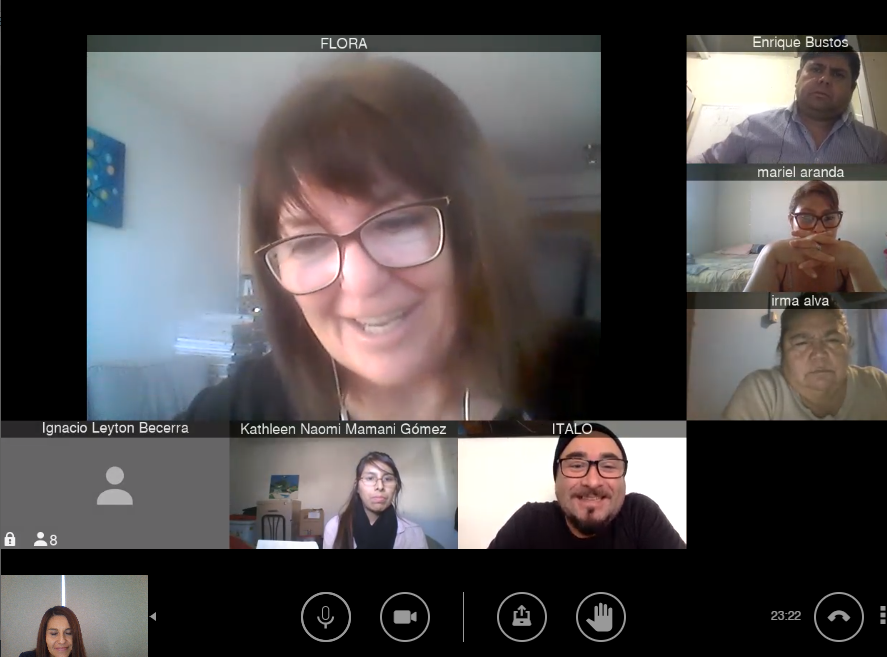 FLORA
Enrique Bustos
mariel aranda
irma alva
Ignacio Leyton Becerra
Kathleen Naomi Mamani Gómez
ITALO
8
23:22